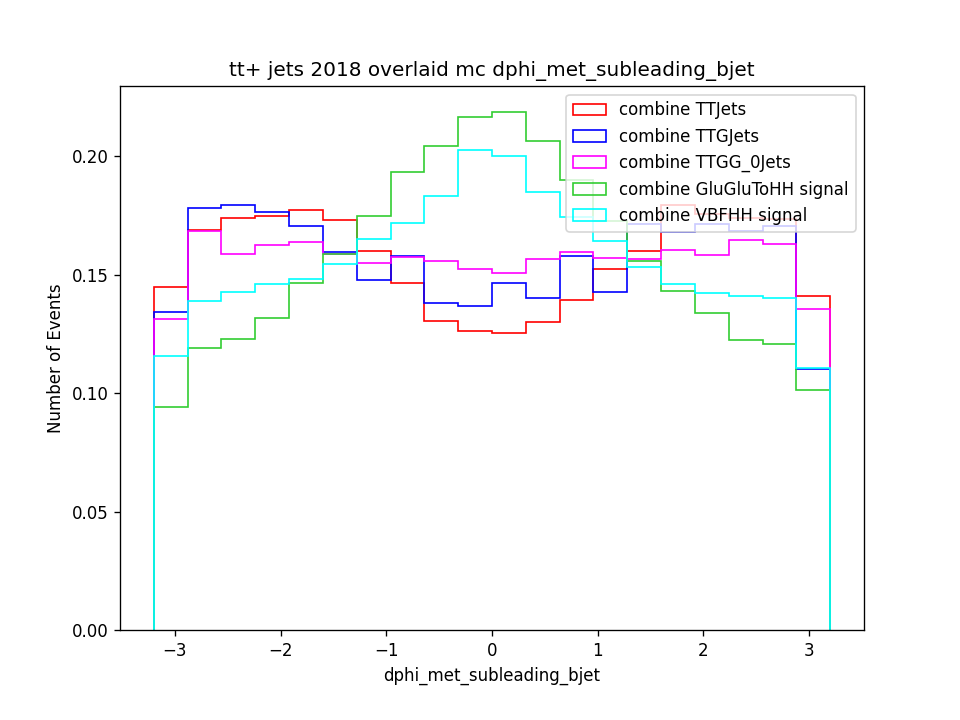 tt+ jets 2018 overlaid mc dphi_met_subleading_bjet
combine TTJets
combine TTGJets
combine TTGG_0Jets
combine GluGluToHH signal
combine VBFHH signal
Number of Events
0.20
0.15
0.10
0.05
0.00
−3 −2 −1 0 1 2 3
dphi_met_subleading_bjet